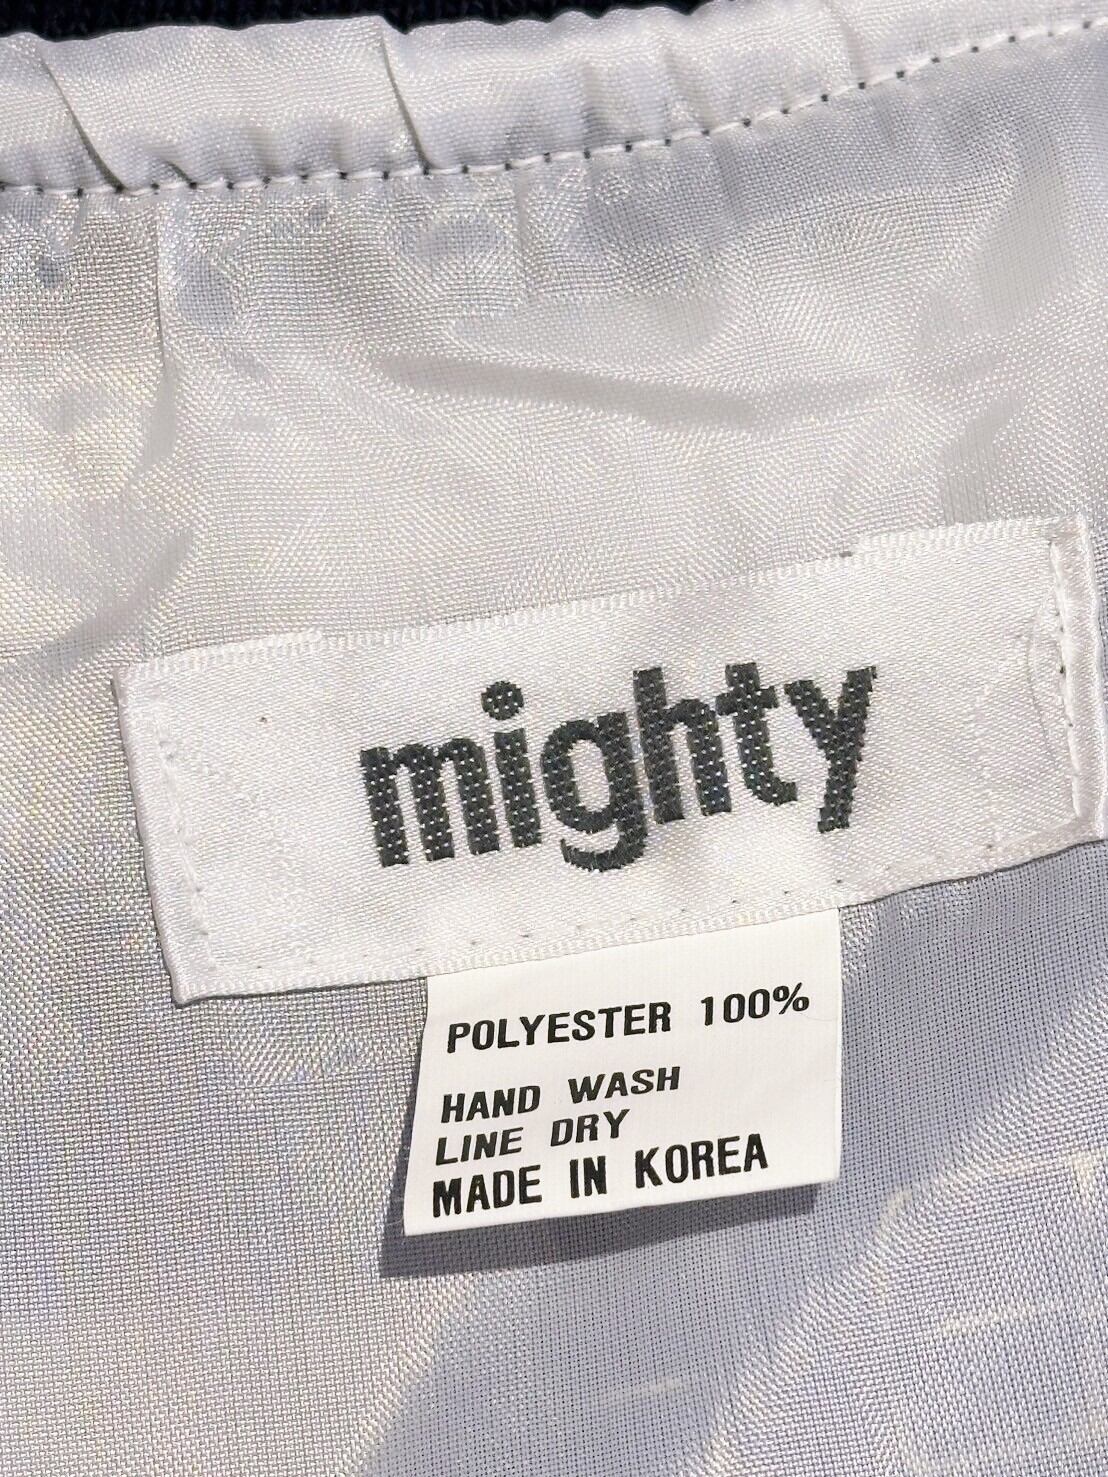 mighty
POLYESTER 100%
HAND WASH
LINE DRY
MADE IN KOREA